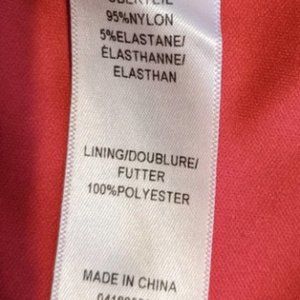 95%NYLON
5%ELASTANE/
ÉLASTHANNE/
ELASTHAN
LINING/DOUBLURE/
FUTTER
100%POLYESTER
MADE IN CHINA